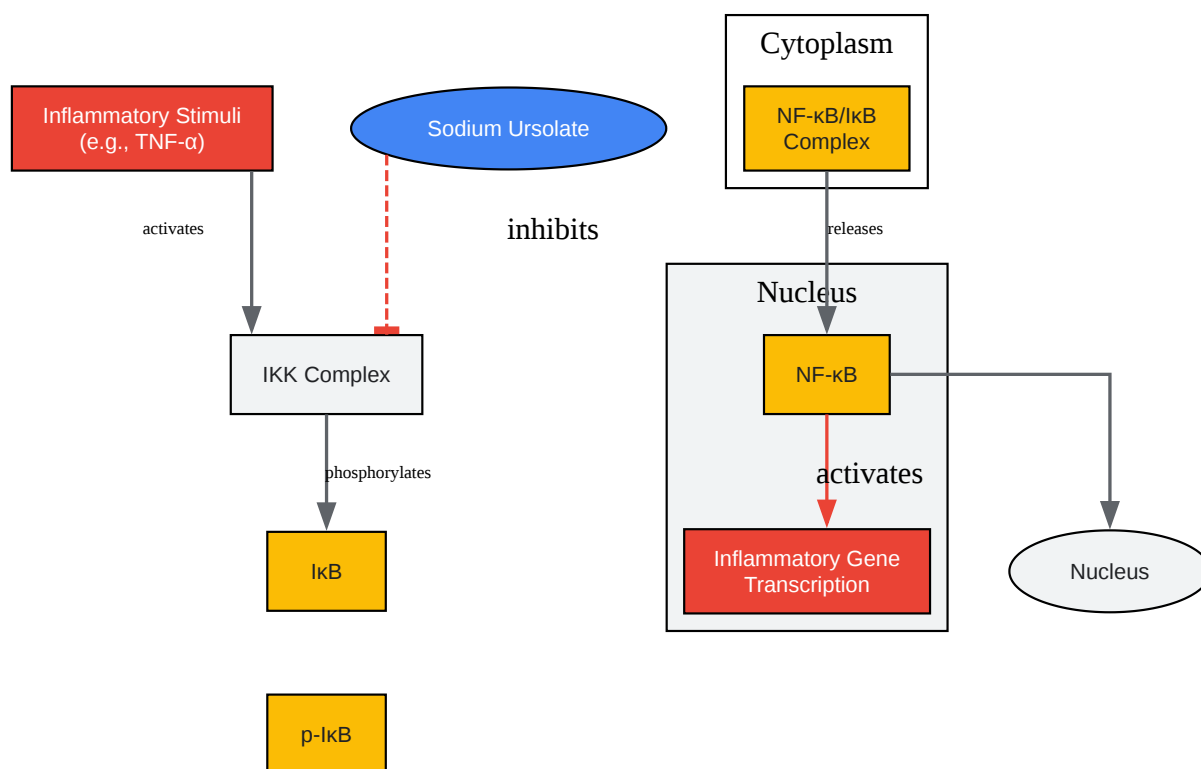 Cytoplasm
Inflammatory Stimuli
(e.g., TNF-α)
Sodium Ursolate
NF-κB/IκB
Complex
activates
inhibits
releases
Nucleus
IKK Complex
NF-κB
phosphorylates
activates
IκB
Inflammatory Gene
Transcription
Nucleus
p-IκB